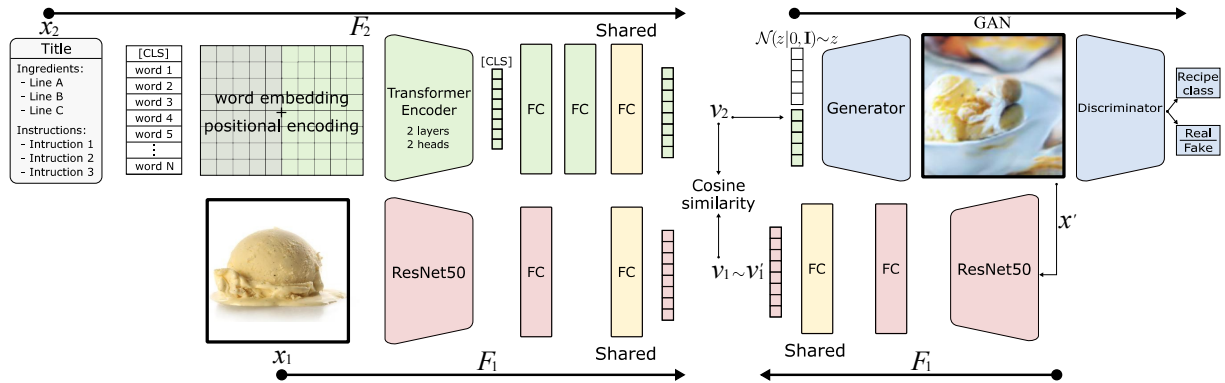 x₂
F₂
Shared
GAN
Title
Ingredients:
- Line A
- Line B
- Line C
Instructions:
- Intruction 1
- Intruction 2
- Intruction 3
[CLS]
word 1
word 2
word 3
word 4
word 5
⋮
word N
word embedding
+
positional encoding
Transformer
Encoder
2 layers
2 heads
[CLS]
FC
FC
FC
𝒩(z|0, I)~z
v₂
Generator
Discriminator
Recipe
class
Real
Fake
Cosine
similarity
x'
ResNet50
FC
FC
v₁ ~ v₁'
FC
FC
ResNet50
x₁
F₁
Shared
Shared
F₁